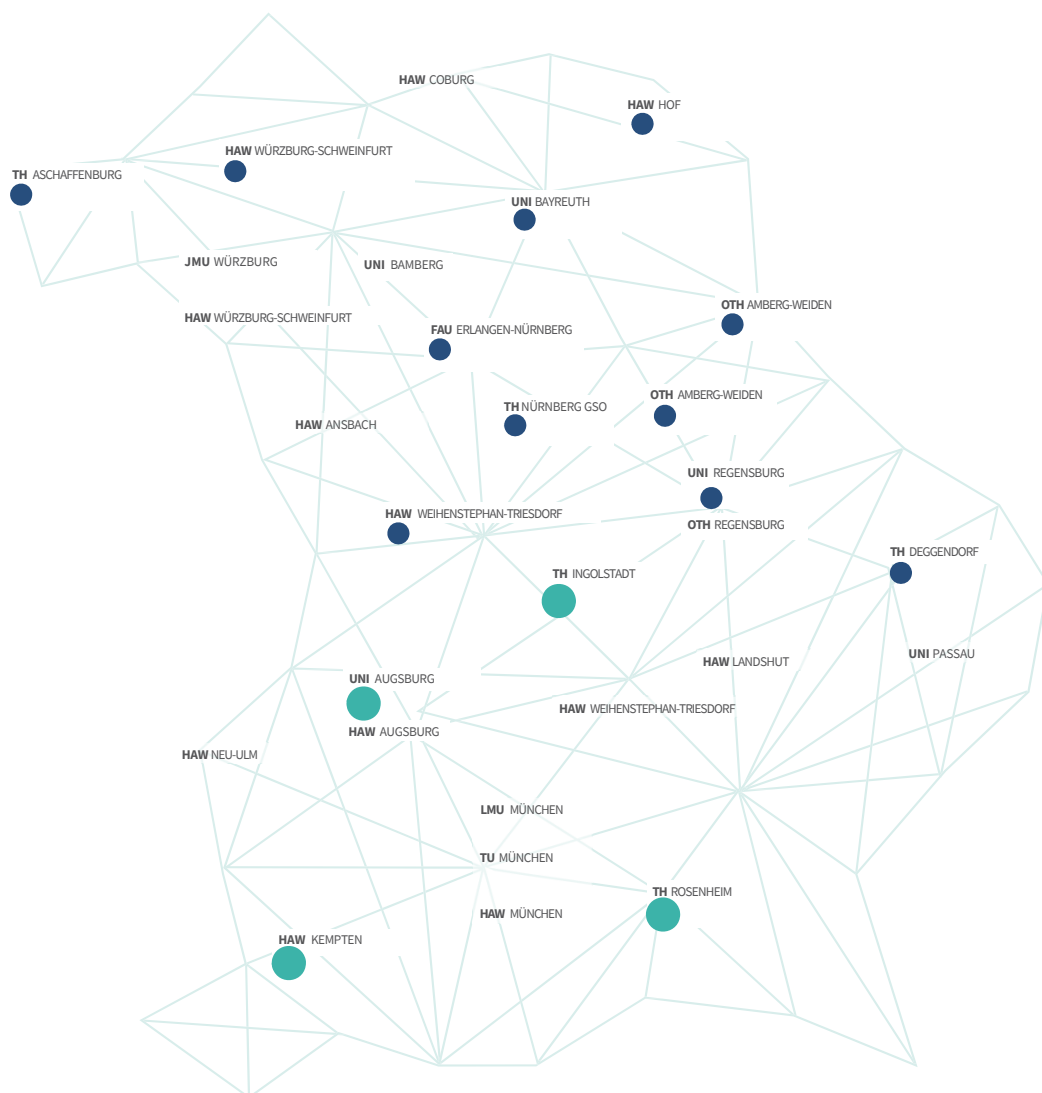 HAW COBURG
HAW HOF
HAW WÜRZBURG-SCHWEINFURT
TH ASCHAFFENBURG
UNI BAYREUTH
JMU WÜRZBURG
UNI BAMBERG
OTH AMBERG-WEIDEN
HAW WÜRZBURG-SCHWEINFURT
FAU ERLANGEN-NÜRNBERG
OTH AMBERG-WEIDEN
TH NÜRNBERG GSO
HAW ANSBACH
UNI REGENSBURG
HAW WEIHENSTEPHAN-TRIESDORF
OTH REGENSBURG
TH DEGGENDORF
TH INGOLSTADT
UNI PASSAU
HAW LANDSHUT
UNI AUGSBURG
HAW WEIHENSTEPHAN-TRIESDORF
HAW AUGSBURG
HAW NEU-ULM
LMU MÜNCHEN
TU MÜNCHEN
TH ROSENHEIM
HAW MÜNCHEN
HAW KEMPTEN